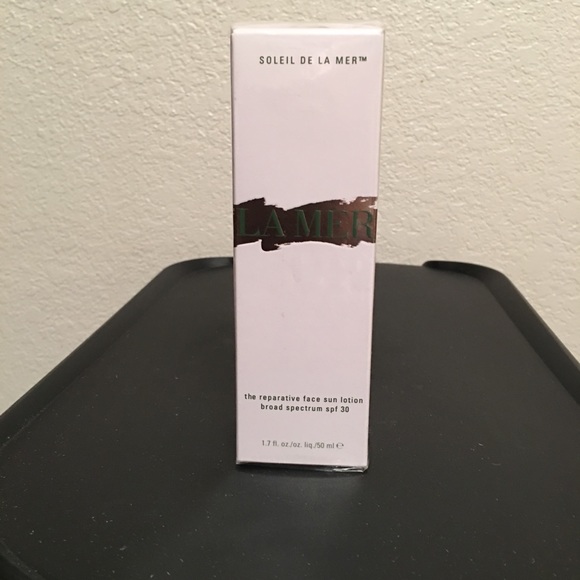 SOLEIL DE LA MER™
LA MER
the reparative face sun lotion
broad spectrum spf 30
1.7 fl. oz./oz. liq./50 ml ℮